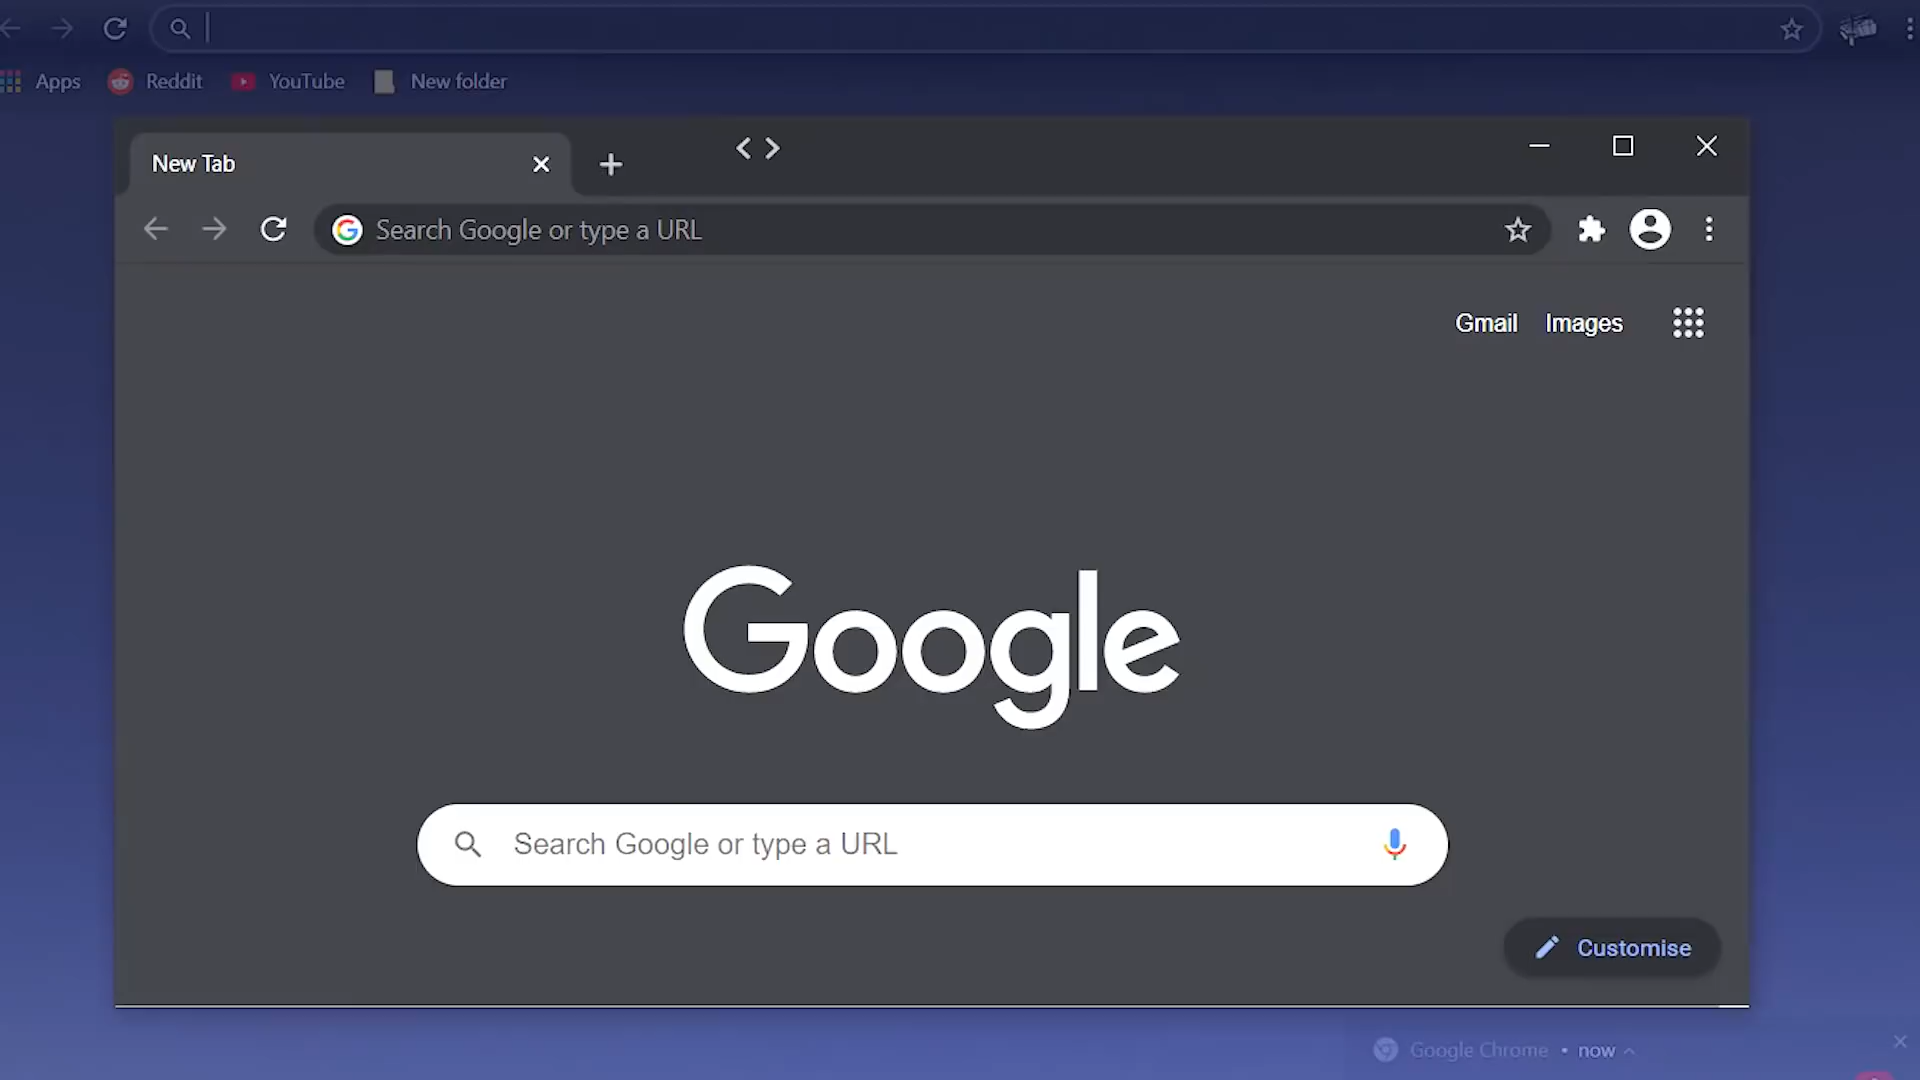 Apps Reddit YouTube New folder
New Tab
Search Google or type a URL
Gmail Images
Google
Search Google or type a URL
Customise
Google Chrome • now